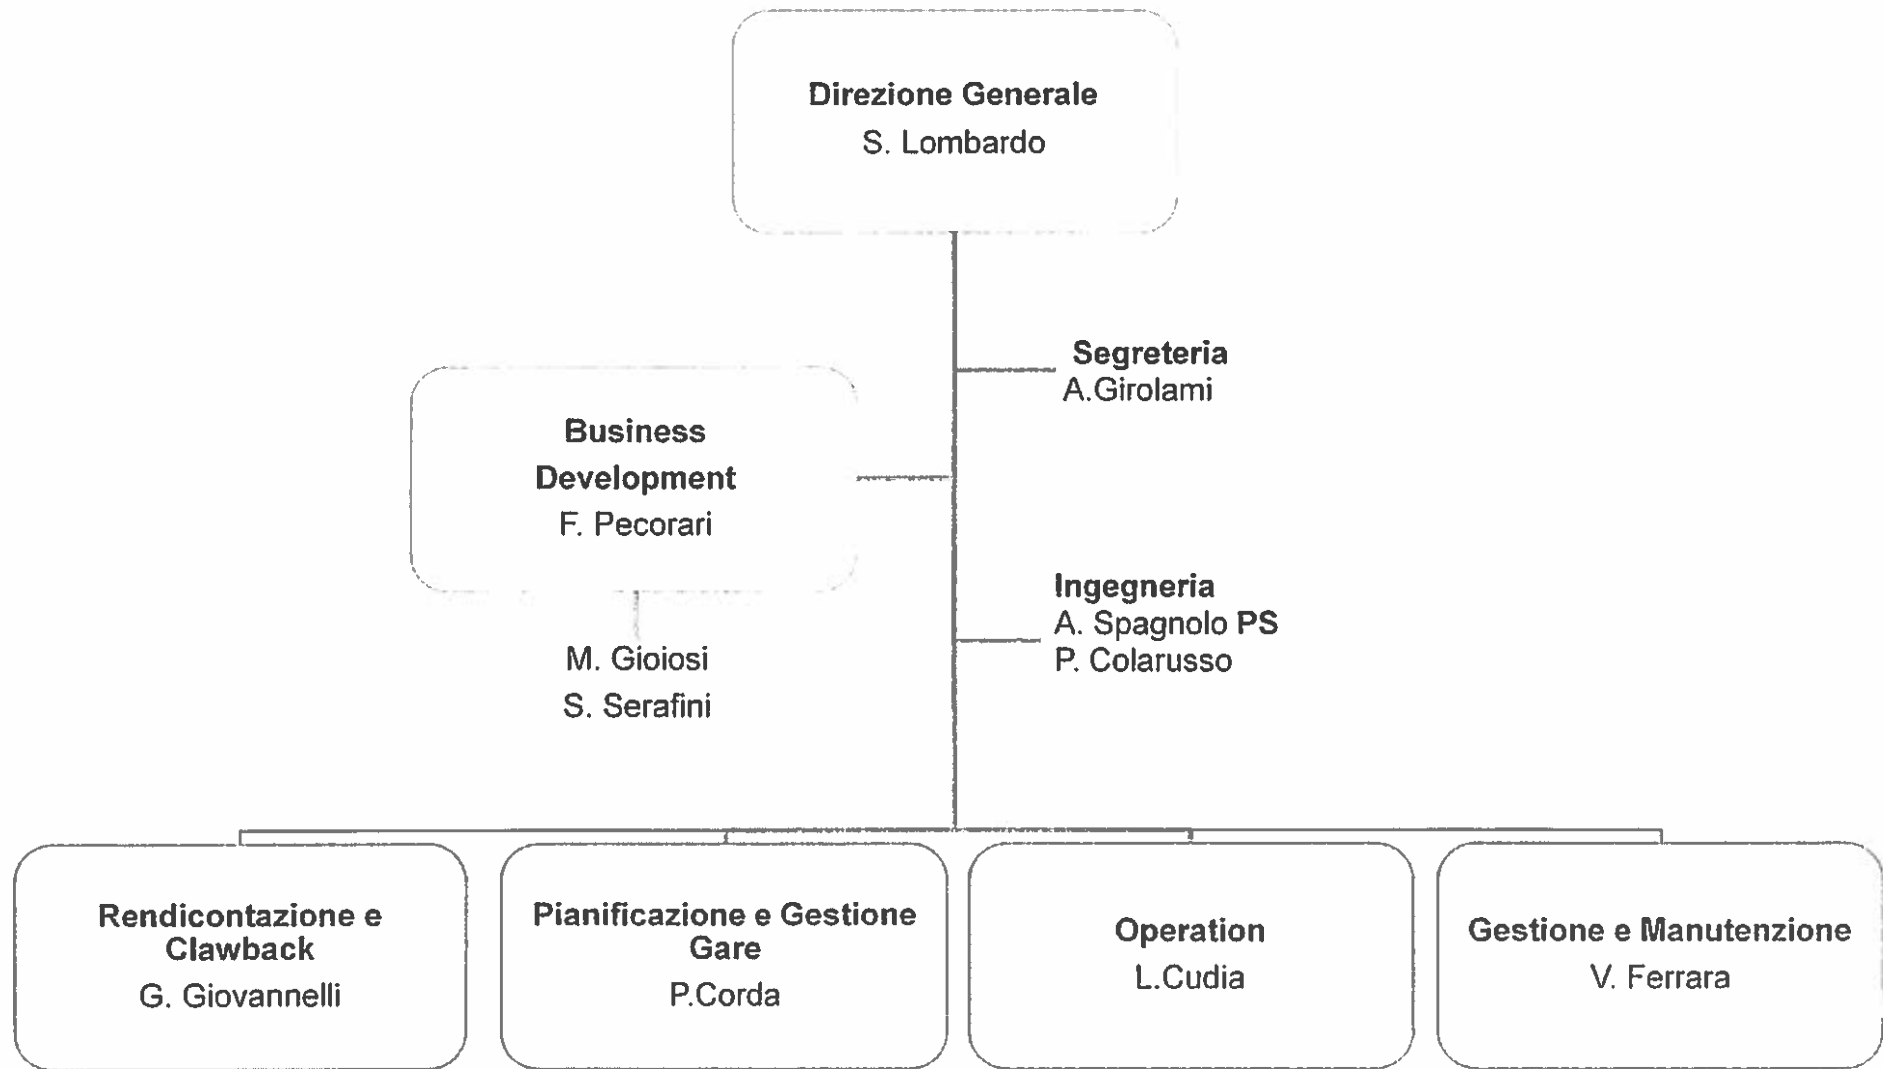 Direzione Generale
S. Lombardo
Segreteria
A.Girolami
Business
Development
F. Pecorari
M. Gioiosi
S. Serafini
Ingegneria
A. Spagnolo PS
P. Colarusso
Rendicontazione e
Clawback
G. Giovannelli
Pianificazione e Gestione
Gare
P.Corda
Operation
L.Cudia
Gestione e Manutenzione
V. Ferrara